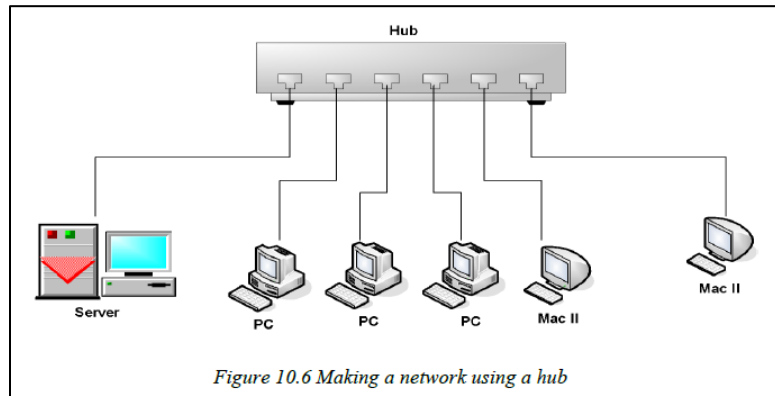 Hub
Server
PC
PC
PC
Mac II
Mac II
Figure 10.6 Making a network using a hub